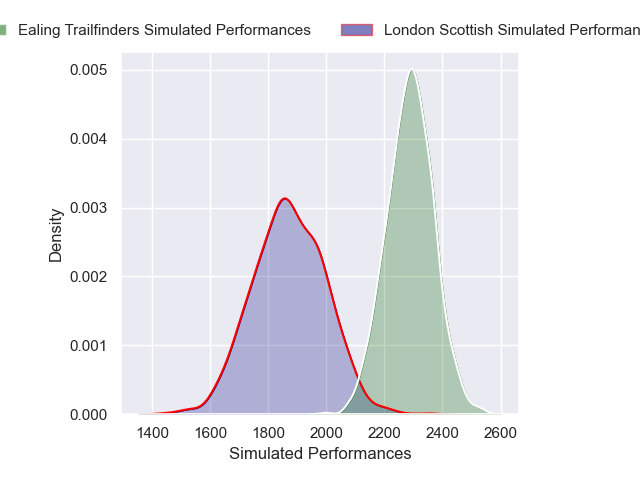 Ealing Trailfinders Simulated Performances London Scottish Simulated Performan
0.005
0.004
0.003
0.002
0.001
0.000
Density
1400 1600 1800 2000 2200 2400 2600
Simulated Performances